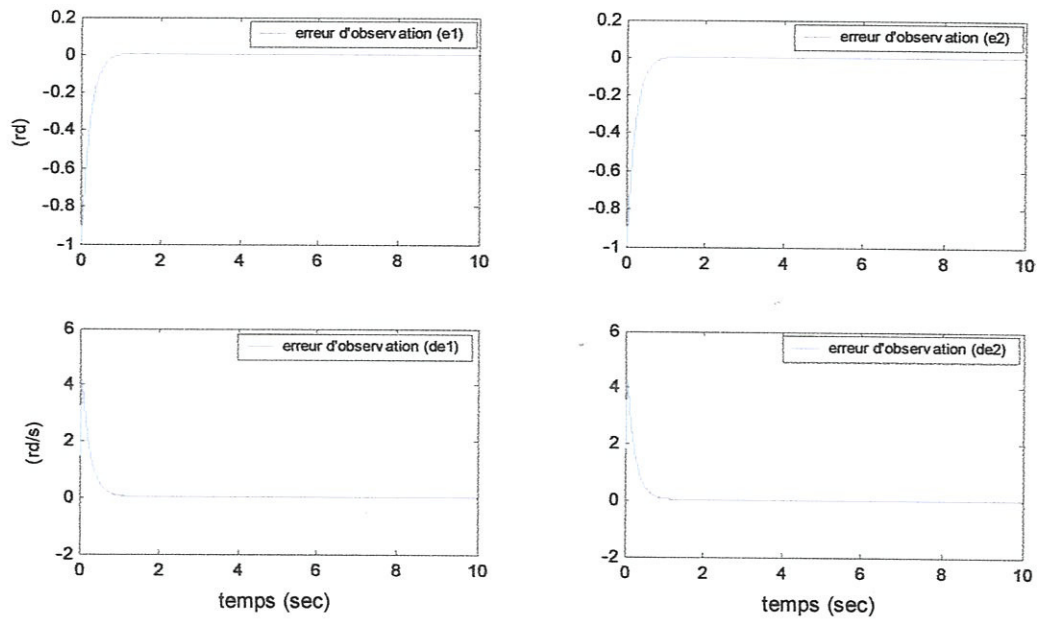 0.2
0
-0.2
-0.4
-0.6
-0.8
-1
(rd)
0 2 4 6 8 10
erreur d'observation (e1)
0.2
0
-0.2
-0.4
-0.6
-0.8
-1
0 2 4 6 8 10
erreur d'observation (e2)
6
4
2
0
-2
(rd/s)
0 2 4 6 8 10
temps (sec)
erreur d'observation (de1)
6
4
2
0
-2
0 2 4 6 8 10
temps (sec)
erreur d'observation (de2)